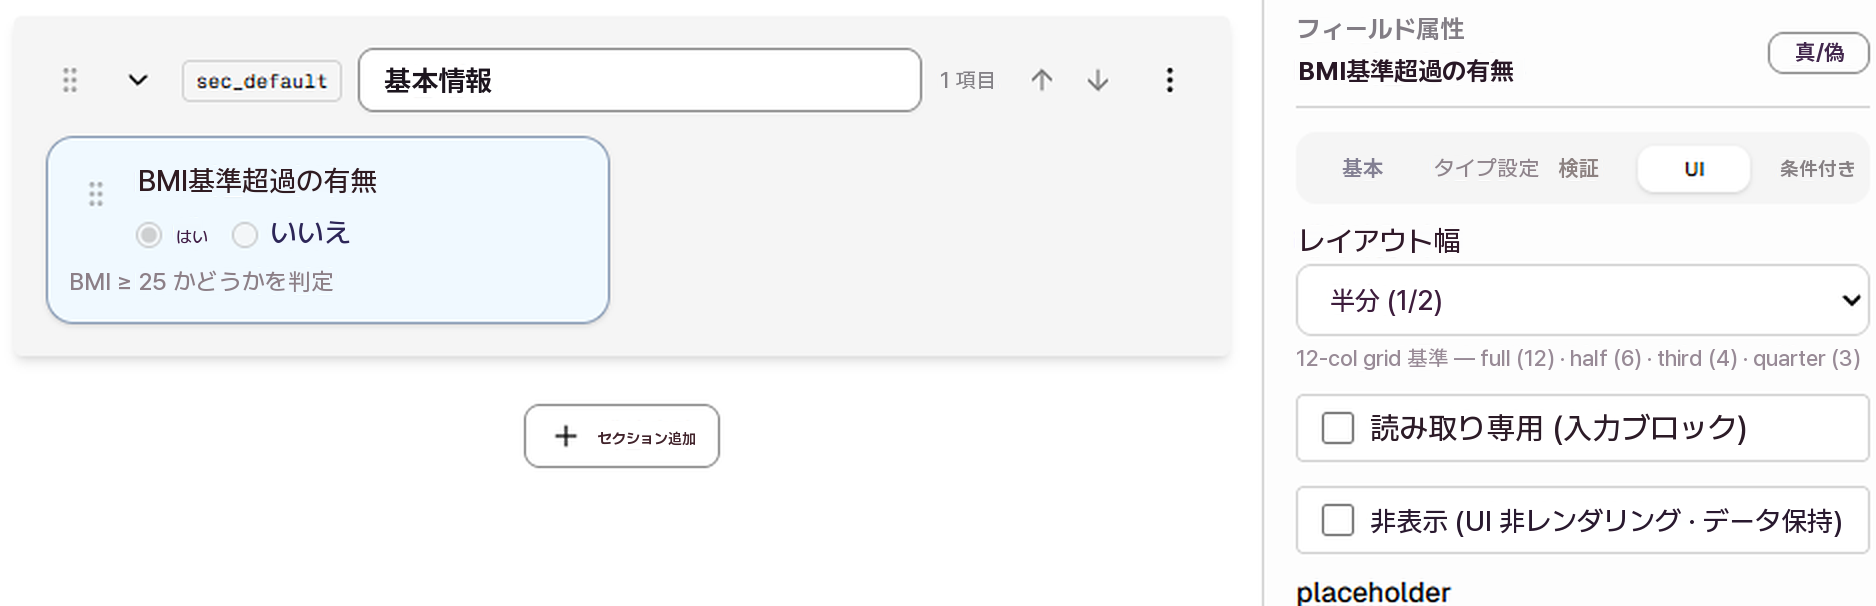 sec_default 基本情報 1 項目
BMI基準超過の有無
はい いいえ
BMI ≥ 25 かどうかを判定
セクション追加
フィールド属性
BMI基準超過の有無
真/偽
基本 タイプ設定 検証 UI 条件付き
レイアウト幅
半分 (1/2)
12-col grid 基準 — full (12) · half (6) · third (4) · quarter (3)
読み取り専用 (入力ブロック)
非表示 (UI 非レンダリング · データ保持)
placeholder